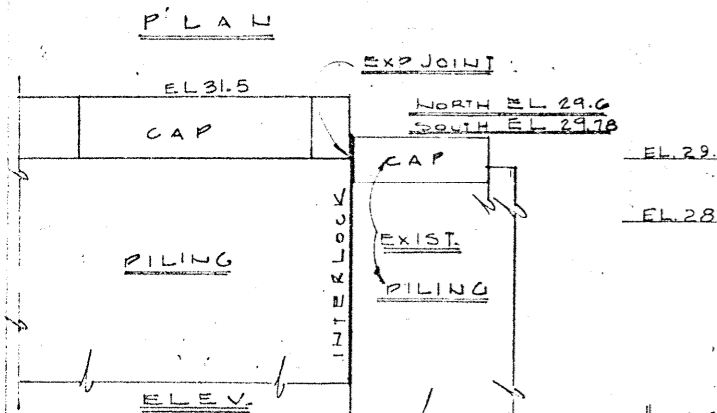 PLAN
EXP JOINT
EL 31.5
NORTH EL 29.6
SOUTH EL 29.78
CAP
CAP
EL. 29.
EL. 28
INTERLOCK
EXIST.
PILING
PILING
ELEV.